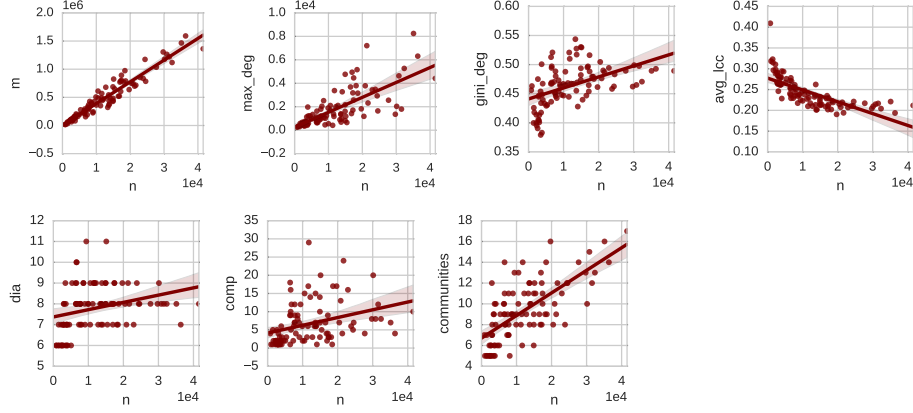 1e6
2.0
1.5
1.0
0.5
0.0
−0.5
m
0 1 2 3 4
n
1e4
1e4
1.0
0.8
0.6
0.4
0.2
0.0
−0.2
max_deg
0 1 2 3 4
n
1e4
0.60
0.55
0.50
0.45
0.40
0.35
gini_deg
0 1 2 3 4
n
1e4
0.45
0.40
0.35
0.30
0.25
0.20
0.15
0.10
avg_lcc
0 1 2 3 4
n
1e4
12
11
10
9
8
7
6
5
dia
0 1 2 3 4
n
1e4
35
30
25
20
15
10
5
0
−5
comp
0 1 2 3 4
n
1e4
18
16
14
12
10
8
6
4
communities
0 1 2 3 4
n
1e4